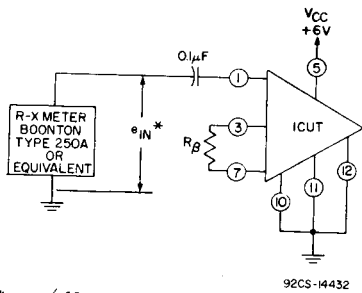 VCC
+6V
0.1µF
1
5
R-X METER
BOONTON
TYPE 250A
OR
EQUIVALENT
eIN*
Rβ
3
7
ICUT
10
11
12
92CS-14432